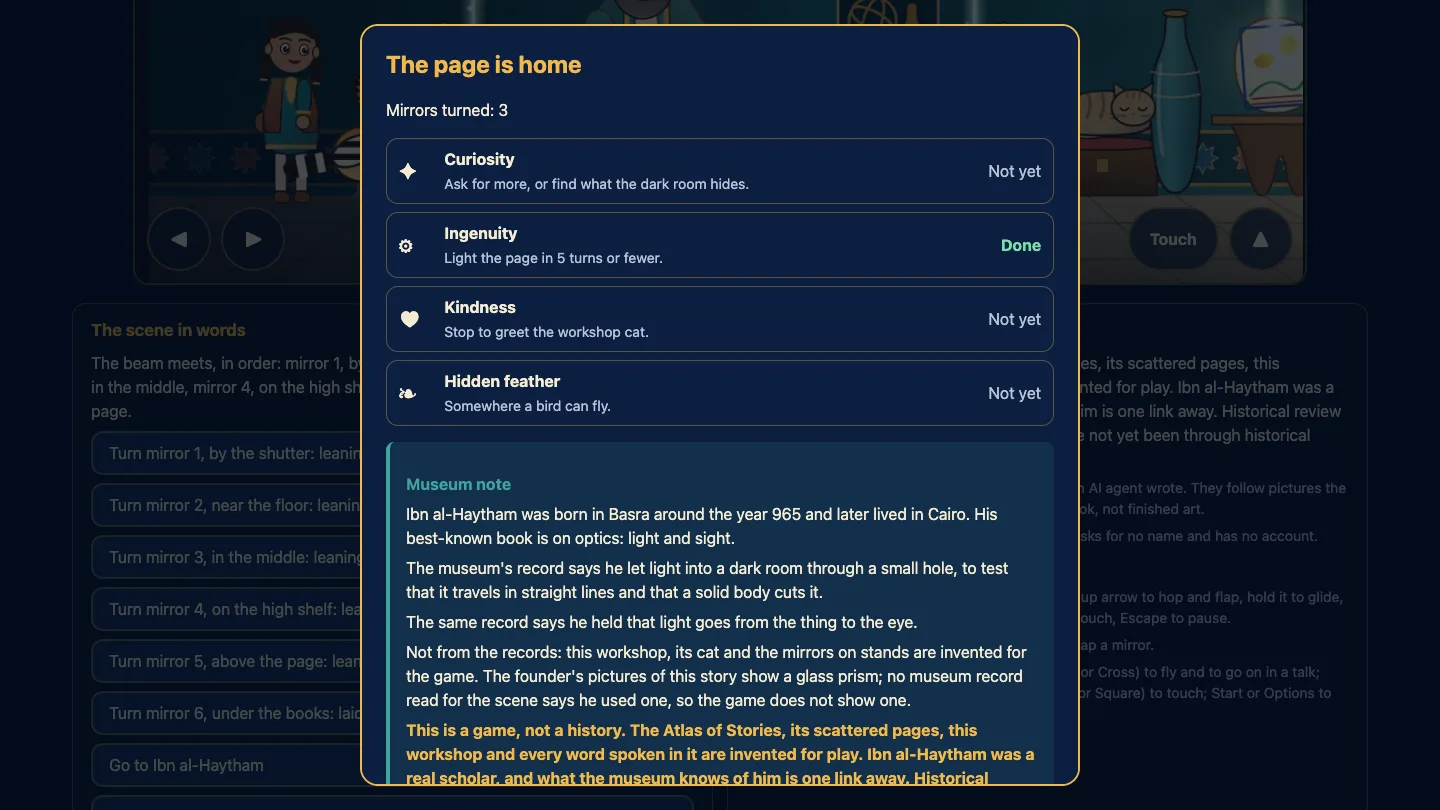 The page is home
Mirrors turned: 3
Curiosity
Ask for more, or find what the dark room hides.
Not yet
Ingenuity
Light the page in 5 turns or fewer.
Done
Kindness
Stop to greet the workshop cat.
Not yet
Hidden feather
Somewhere a bird can fly.
Not yet
Museum note
Ibn al-Haytham was born in Basra around the year 965 and later lived in Cairo. His
best-known book is on optics: light and sight.
The museum's record says he let light into a dark room through a small hole, to test
that it travels in straight lines and that a solid body cuts it.
The same record says he held that light goes from the thing to the eye.
Not from the records: this workshop, its cat and the mirrors on stands are invented for
the game. The founder's pictures of this story show a glass prism; no museum record
read for the scene says he used one, so the game does not show one.
This is a game, not a history. The Atlas of Stories, its scattered pages, this
workshop and every word spoken in it are invented for play. Ibn al-Haytham was a
real scholar, and what the museum knows of him is one link away. Historical
Touch
The scene in words
The beam meets, in order: mirror 1,
in the middle, mirror 4, on the high
page.
Turn mirror 1, by the shutter:
Turn mirror 2, near the floor:
Turn mirror 3, in the middle:
Turn mirror 4, on the high shelf:
Turn mirror 5, above the page:
Turn mirror 6, under the books:
Go to Ibn al-Haytham
its scattered pages, this
for play. Ibn al-Haytham was a
is one link away. Historical review
not yet been through historical
AI agent wrote. They follow pictures the
not finished art.
for no name and has no account.
up arrow to hop and flap, hold it to glide,
Escape to pause.
a mirror.
or Cross) to fly and to go on in a talk;
or Square) to touch; Start or Options to